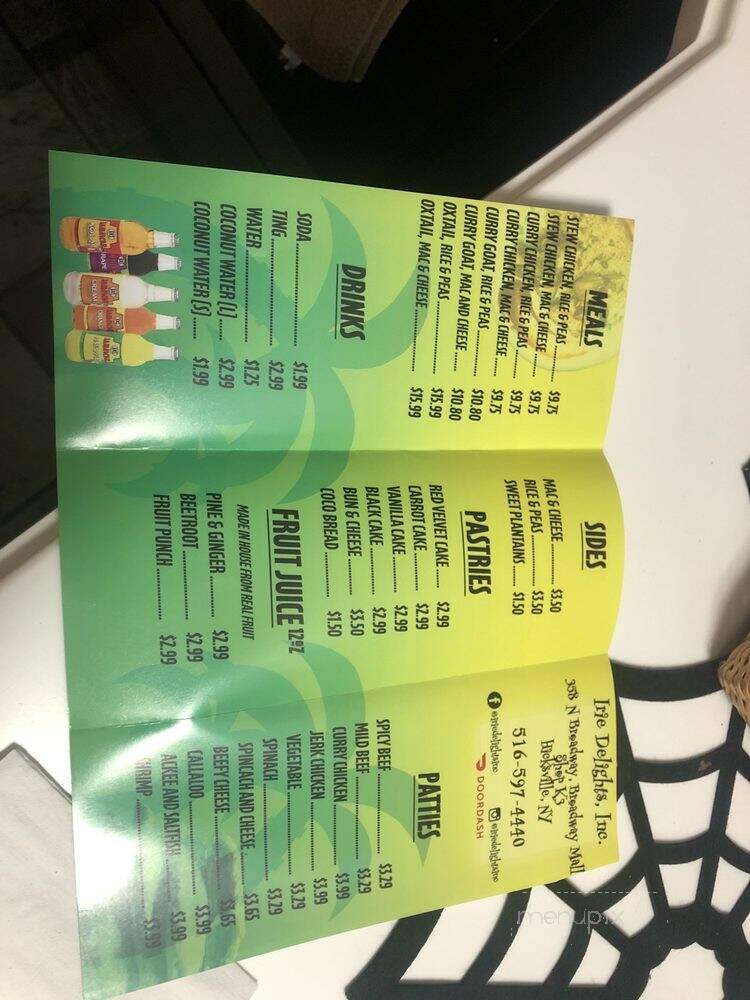 MEALS
STEW CHICKEN, RICE & PEAS ........ $9.75
STEW CHICKEN, MAC & CHEESE ........ $9.75
CURRY CHICKEN, RICE & PEAS ........ $9.75
CURRY CHICKEN, MAC & CHEESE ........ $9.75
CURRY GOAT, RICE & PEAS ........ $10.80
CURRY GOAT, MAC AND CHEESE ........ $10.80
OXTAIL, RICE & PEAS ........ $15.99
OXTAIL, MAC & CHEESE ........ $15.99
DRINKS
SODA ........ $1.99
TING ........ $2.99
WATER ........ $1.25
COCONUT WATER [L] ........ $2.99
COCONUT WATER [S] ........ $1.99
SIDES
MAC & CHEESE ........ $3.50
RICE & PEAS ........ $3.50
SWEET PLANTAINS ........ $1.50
PASTRIES
RED VELVET CAKE ........ $2.99
CARROT CAKE ........ $2.99
VANILLA CAKE ........ $2.99
BLACK CAKE ........ $2.99
BUN & CHEESE ........ $3.50
COCO BREAD ........ $1.50
FRUIT JUICE 12oz
MADE IN HOUSE FROM REAL FRUIT
PINE & GINGER ........ $2.99
BEETROOT ........ $2.99
FRUIT PUNCH ........ $2.99
Irie Delights, Inc.
358 N Broadway, Broadway Mall
Shop K3
Hicksville, NY
516-597-4440
@iriedelightsinc @iriedelightsinc
DOORDASH
PATTIES
SPICY BEEF ........ $3.29
MILD BEEF ........ $3.29
CURRY CHICKEN ........ $3.99
JERK CHICKEN ........ $3.99
VEGETABLE ........ $3.29
SPINACH ........ $3.29
SPINCACH AND CHEESE ........ $3.65
BEEFY CHEESE ........ $3.65
CALLALOO ........ $3.99
ACKEE AND SALTFISH ........ $3.99
SHRIMP ........ $3.99
menupix